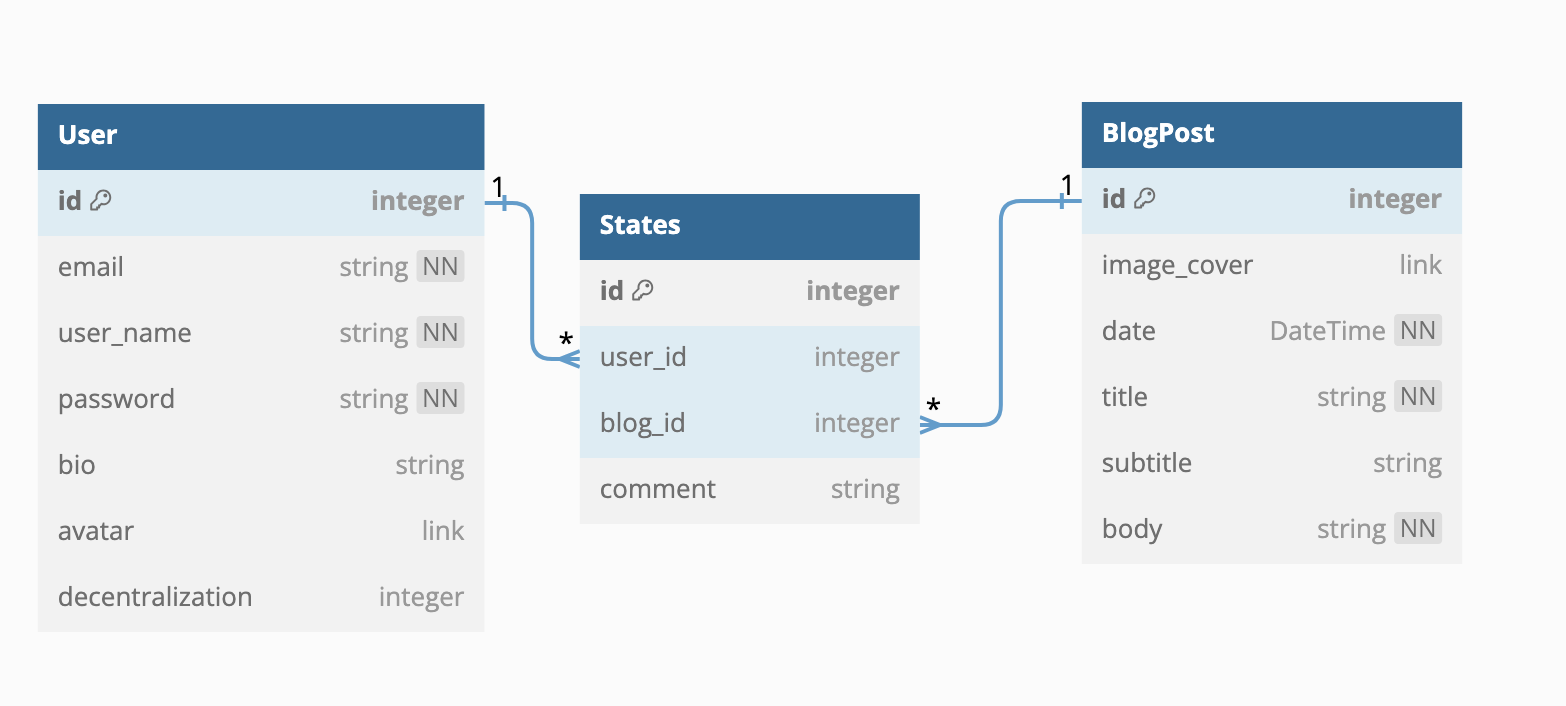 User
id integer
email string NN
user_name string NN
password string NN
bio string
avatar link
decentralization integer
1
*
States
id integer
user_id integer
blog_id integer
comment string
*
1
BlogPost
id integer
image_cover link
date DateTime NN
title string NN
subtitle string
body string NN